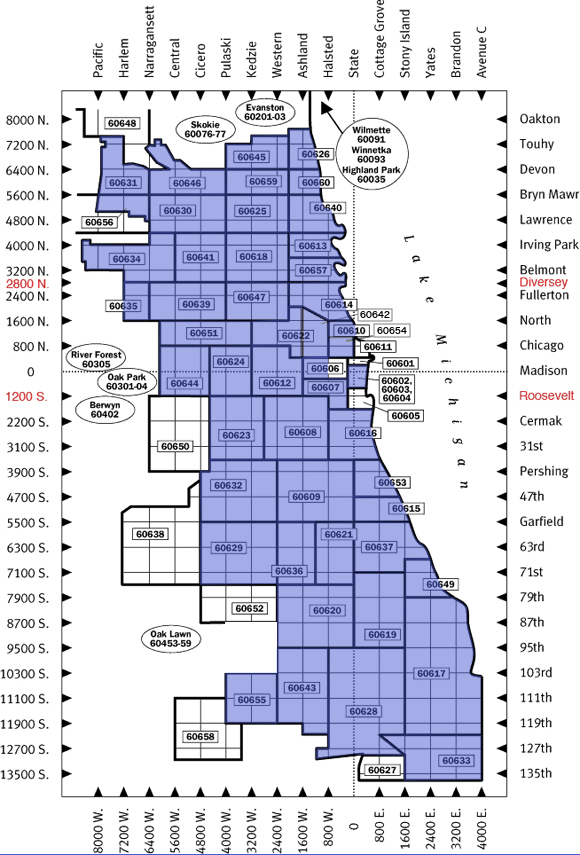 Pacific
Harlem
Narragansett
Central
Cicero
Pulaski
Kedzie
Western
Ashland
Halsted
State
Cottage Grove
Stony Island
Yates
Brandon
Avenue C
8000 N.
7200 N.
6400 N.
5600 N.
4800 N.
4000 N.
3200 N.
2800 N.
2400 N.
1600 N.
800 N.
0
1200 S.
2200 S.
3100 S.
3900 S.
4700 S.
5500 S.
6300 S.
7100 S.
7900 S.
8700 S.
9500 S.
10300 S.
11100 S.
11900 S.
12700 S.
13500 S.
Oakton
Touhy
Devon
Bryn Mawr
Lawrence
Irving Park
Belmont
Diversey
Fullerton
North
Chicago
Madison
Roosevelt
Cermak
31st
Pershing
47th
Garfield
63rd
71st
79th
87th
95th
103rd
111th
119th
127th
135th
Evanston
60201-03
Skokie
60076-77
Wilmette
60091
Winnetka
60093
Highland Park
60035
60648
60645
60626
60631
60646
60659
60660
60656
60630
60625
60640
60634
60641
60618
60613
60657
60635
60639
60647
60614
60642
60651
60622
60610
60654
60611
River Forest
60305
Oak Park
60301-04
Berwyn
60402
60624
60644
60612
60606
60607
60601
60602,
60603,
60604
60605
60650
60623
60608
60616
60632
60609
60653
60615
60638
60629
60636
60621
60637
60649
60652
60620
60619
Oak Lawn
60453-59
60655
60643
60617
60628
60658
60627
60633
Lake Michigan
8000 W.
7200 W.
6400 W.
5600 W.
4800 W.
4000 W.
3200 W.
2400 W.
1600 W.
800 W.
0
800 E.
1600 E.
2400 E.
3200 E.
4000 E.